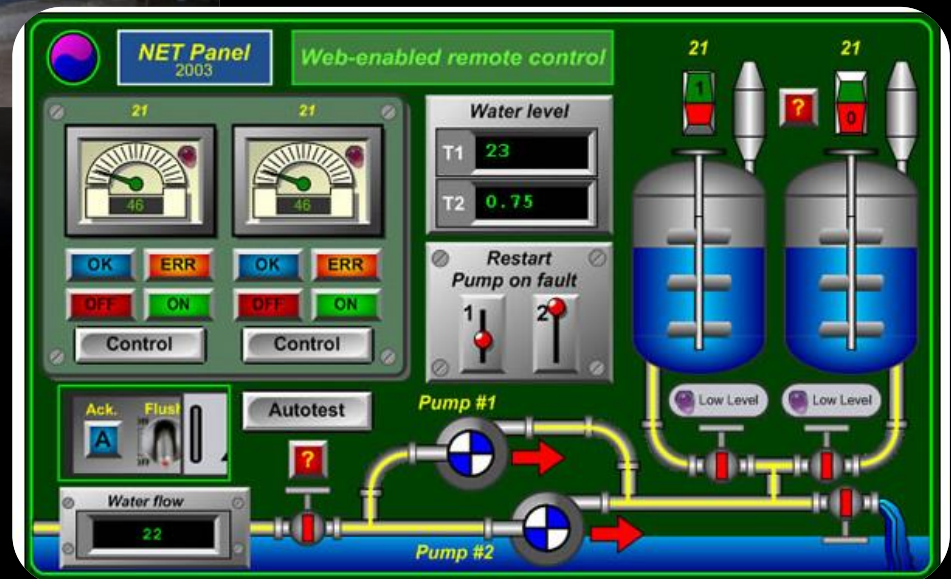 NET Panel
2003
Web-enabled remote control
21
21
46
46
OK
ERR
OK
ERR
OFF
ON
OFF
ON
Control
Control
Water level
T1
23
T2
0.75
Restart
Pump on fault
1
2
21
21
1
?
0
Low Level
Low Level
Ack.
Flush
A
Autotest
?
Pump #1
Water flow
22
Pump #2